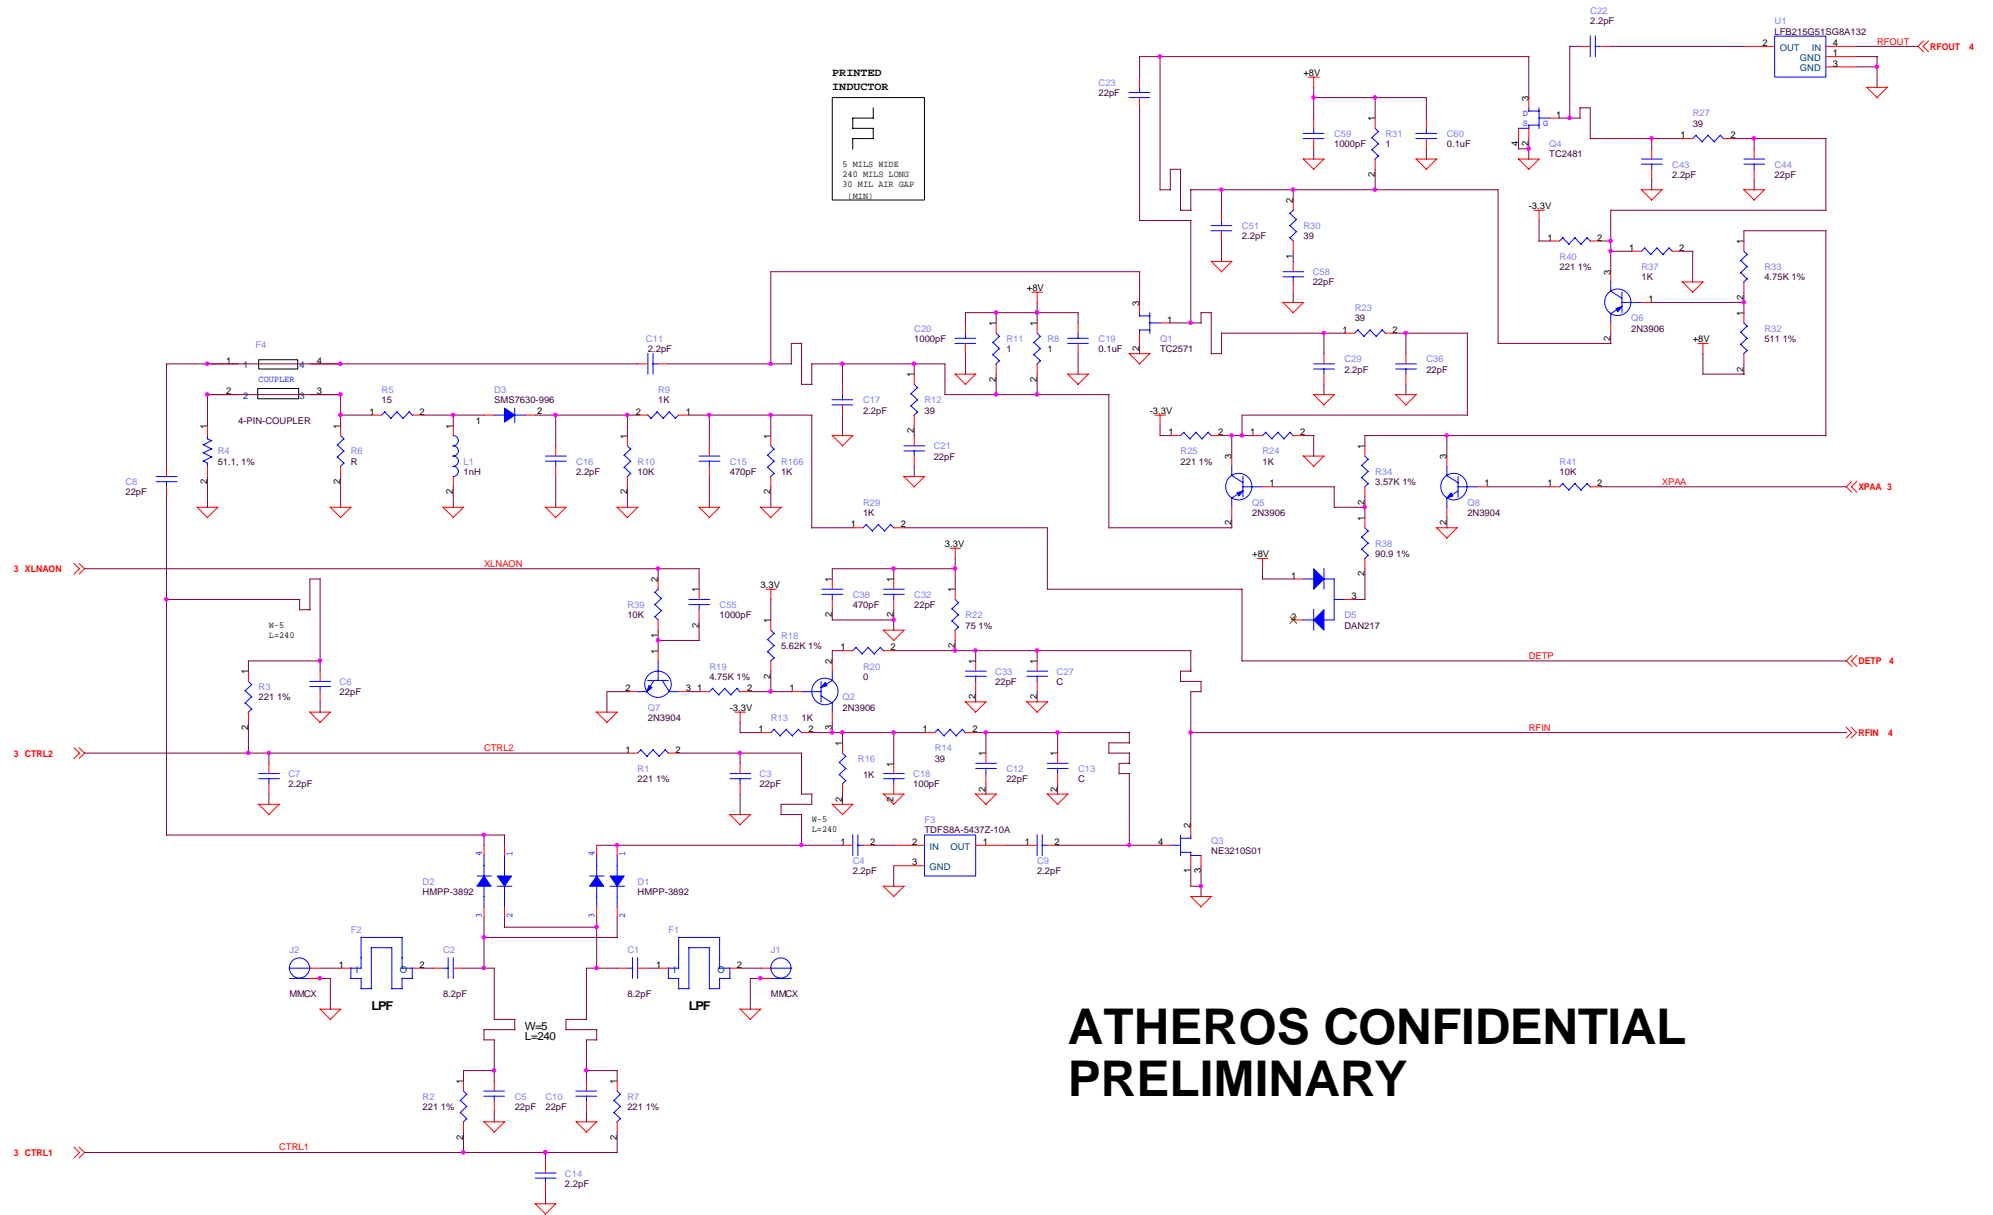 C22
2.2pF
U1
LFB215G51SG8A132
2 OUT IN 4
GND 1
GND 3
RFOUT
RFOUT 4
PRINTED
INDUCTOR
5 MILS WIDE
240 MILS LONG
30 MIL AIR GAP
(MIN)
C23
22pF
+8V
C59
1000pF
R31
1
C60
0.1uF
D
S
G
Q4
TC2481
R27
39
C43
2.2pF
C44
22pF
C51
2.2pF
R30
39
C58
22pF
-3.3V
R40
221 1%
R37
1K
R33
4.75K 1%
Q6
2N3906
R32
511 1%
+8V
+8V
C20
1000pF
R11
1
R8
1
C19
0.1uF
Q1
TC2571
R23
39
C29
2.2pF
C36
22pF
F4
1 4
COUPLER
2 3
4-PIN-COUPLER
C11
2.2pF
R5
15
D3
SMS7630-996
R9
1K
C17
2.2pF
R12
39
C21
22pF
R4
51.1, 1%
R6
R
L1
1nH
C16
2.2pF
R10
10K
C15
470pF
R166
1K
C8
22pF
-3.3V
R25
221 1%
R24
1K
Q5
2N3906
R34
3.57K 1%
Q8
2N3904
R41
10K
XPAA
XPAA 3
R29
1K
R38
90.9 1%
+8V
D5
DAN217
3 XLNAON
XLNAON
R39
10K
C55
1000pF
3.3V
R18
5.62K 1%
3.3V
C38
470pF
C32
22pF
R22
75 1%
W-5
L=240
R3
221 1%
C6
22pF
R19
4.75K 1%
Q7
2N3904
R20
0
Q2
2N3906
C33
22pF
C27
C
DETP
DETP 4
-3.3V
R13
1K
R16
1K
C18
100pF
R14
39
C12
22pF
C13
C
RFIN
RFIN 4
3 CTRL2
CTRL2
C7
2.2pF
R1
221 1%
C3
22pF
W-5
L=240
C4
2.2pF
F3
TDFS8A-5437Z-10A
2 IN OUT 1
3 GND
C9
2.2pF
Q3
NE3210S01
D2
HMPP-3892
D1
HMPP-3892
J2
MMCX
F2
LPF
C2
8.2pF
C1
8.2pF
F1
LPF
J1
MMCX
W=5
L=240
R2
221 1%
C5
22pF
C10
22pF
R7
221 1%
3 CTRL1
CTRL1
C14
2.2pF
ATHEROS CONFIDENTIAL
PRELIMINARY